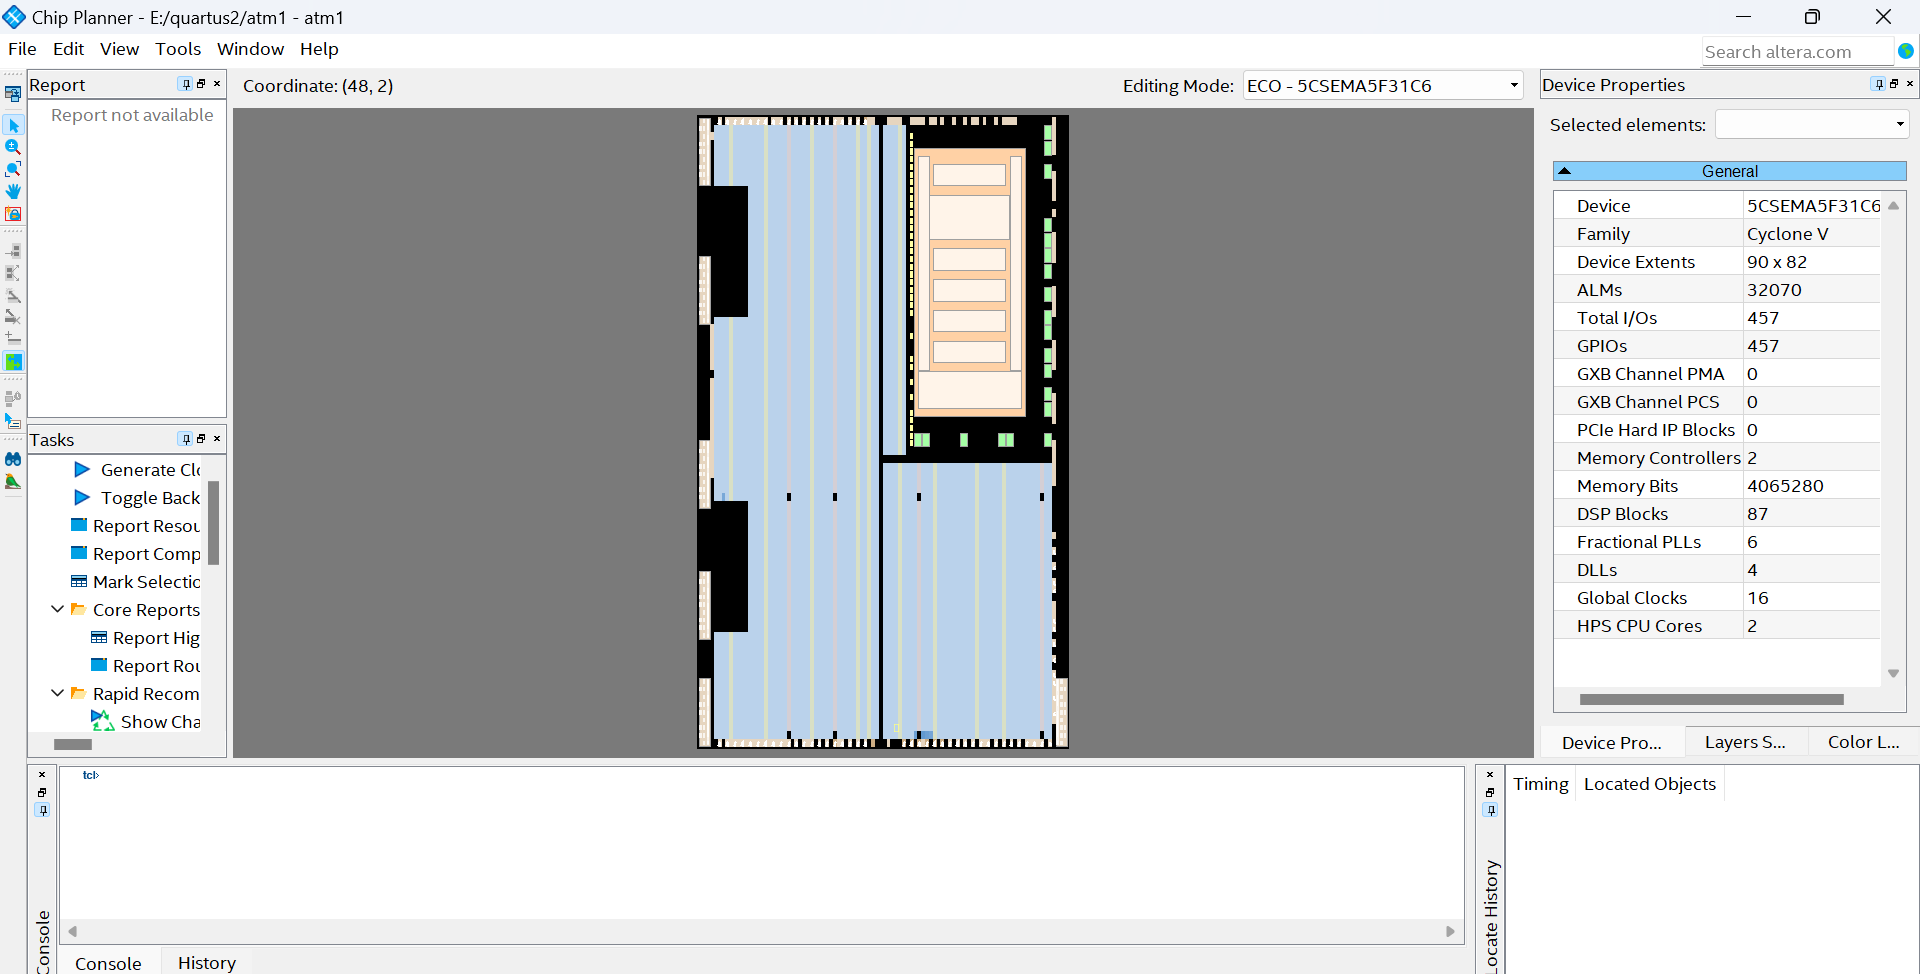 Chip Planner - E:/quartus2/atm1 - atm1
File Edit View Tools Window Help
Search altera.com
Report
Report not available
Coordinate: (48, 2)
Editing Mode: ECO - 5CSEMA5F31C6
Device Properties
Selected elements:
General
Device 5CSEMA5F31C6
Family Cyclone V
Device Extents 90 x 82
ALMs 32070
Total I/Os 457
GPIOs 457
GXB Channel PMA 0
GXB Channel PCS 0
PCIe Hard IP Blocks 0
Memory Controllers 2
Memory Bits 4065280
DSP Blocks 87
Fractional PLLs 6
DLLs 4
Global Clocks 16
HPS CPU Cores 2
Device Pro... Layers S... Color L...
Tasks
Generate Clo
Toggle Back
Report Resou
Report Comp
Mark Selectio
Core Reports
Report Hig
Report Rou
Rapid Recom
Show Cha
tcl>
Console
Console History
Locate History
Timing Located Objects